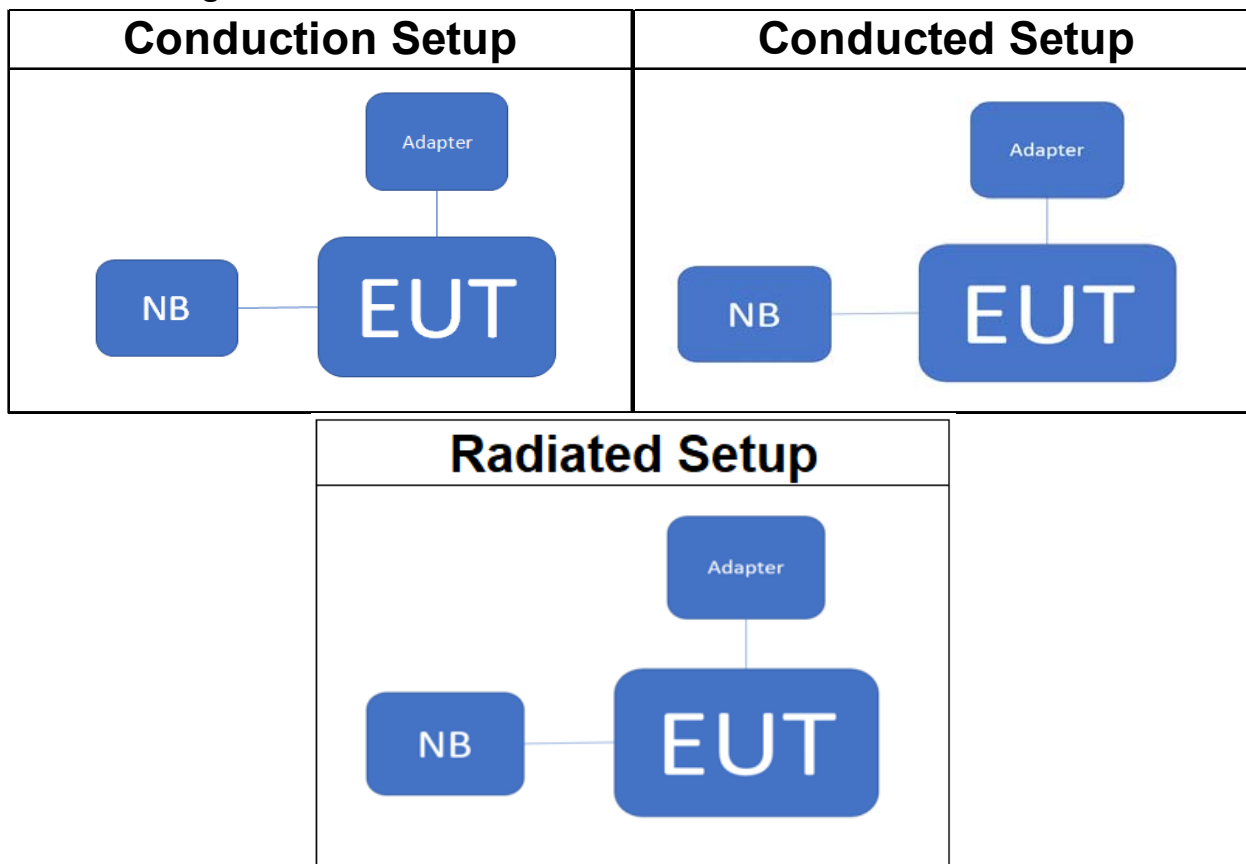 Conduction Setup
Conducted Setup
Adapter
Adapter
NB
EUT
NB
EUT
Radiated Setup
Adapter
NB
EUT